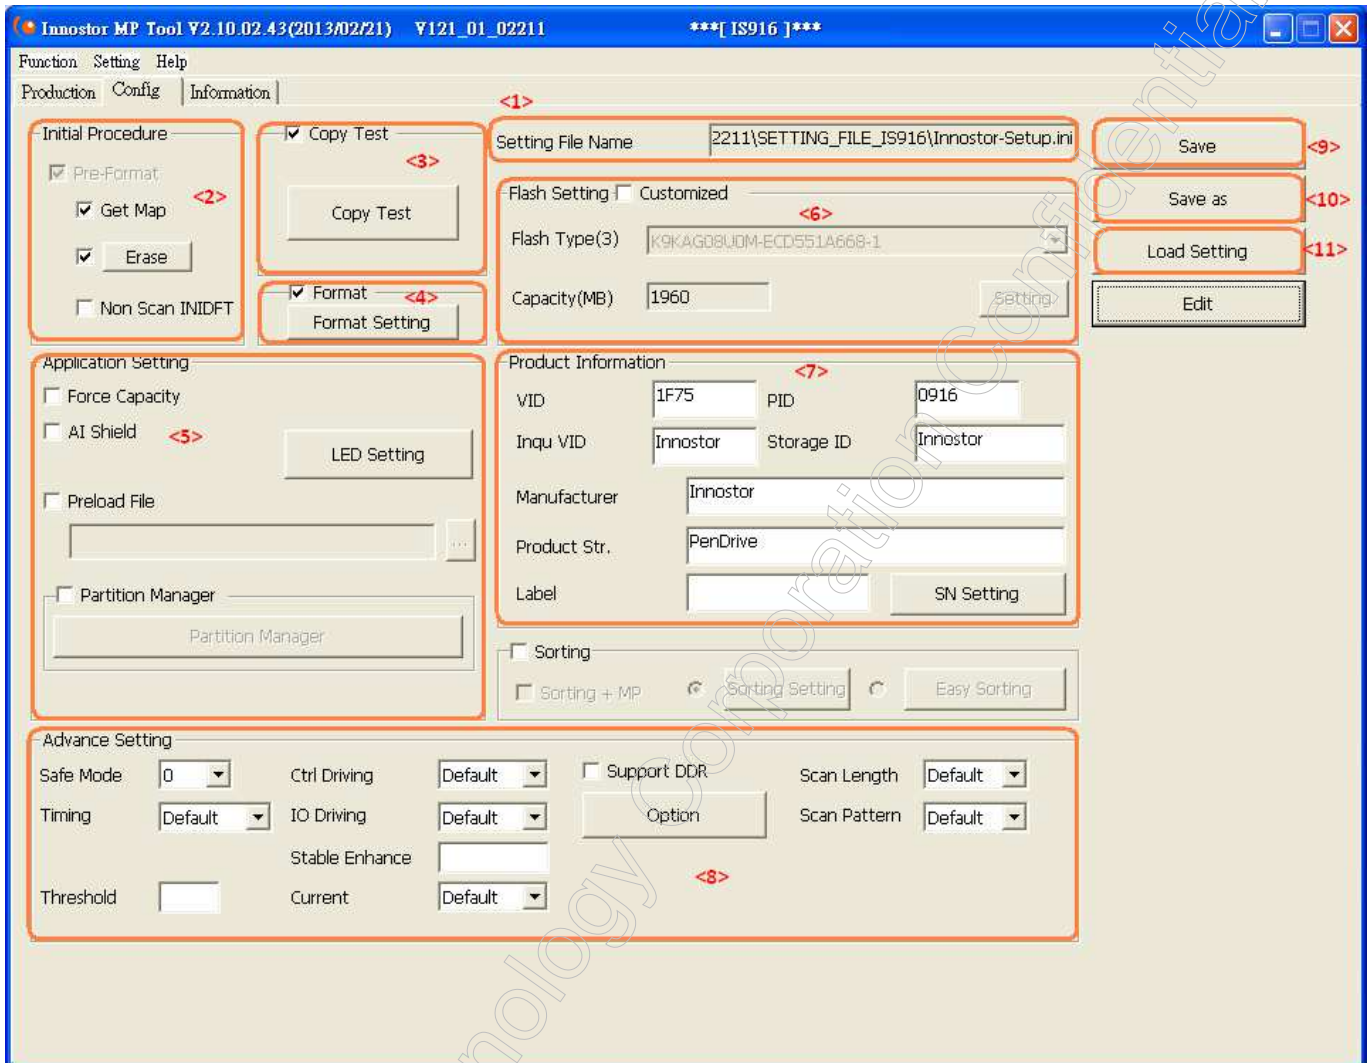 Innostor MP Tool V2.10.02.43(2013/02/21) V121_01_02211 ***[ IS916 ]***
Function Setting Help
Production Config Information
<1>
Initial Procedure
Pre-Format
<2>
Get Map
Erase
Non Scan INIDFT
Copy Test
<3>
Copy Test
Format <4>
Format Setting
Setting File Name 2211\SETTING_FILE_IS916\Innostor-Setup.ini
Flash Setting Customized
<6>
Flash Type(3) K9KAG08U0M-ECD551A668-1
Capacity(MB) 1960 Setting
Save <9>
Save as <10>
Load Setting <11>
Edit
Application Setting
Force Capacity
AI Shield <5>
LED Setting
Preload File
...
Partition Manager
Partition Manager
Product Information
<7>
VID 1F75 PID 0916
Inqu VID Innostor Storage ID Innostor
Manufacturer Innostor
Product Str. PenDrive
Label SN Setting
Sorting
Sorting + MP Sorting Setting Easy Sorting
Advance Setting
Safe Mode 0 Ctrl Driving Default Support DDR Scan Length Default
Timing Default IO Driving Default Option Scan Pattern Default
Stable Enhance
<8>
Threshold Current Default
nology Corporation Confidential